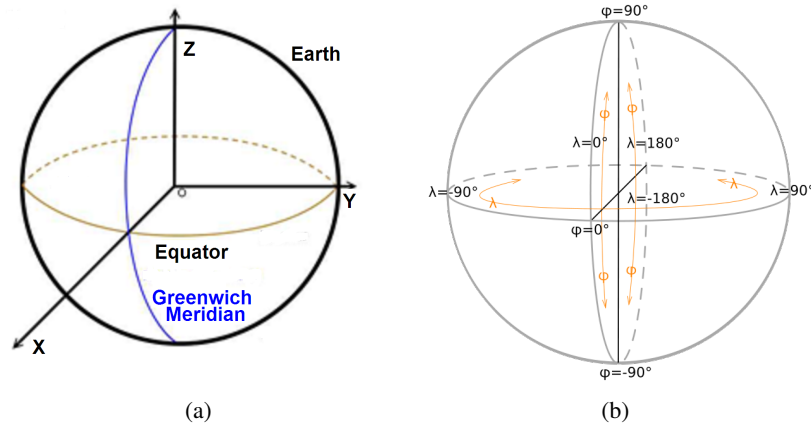 Z
Earth
O
Y
Equator
Greenwich
Meridian
X
(a)
φ=90°
φ
φ
λ=0°
λ=180°
λ=-90°
λ
λ
λ=90°
λ=-180°
φ=0°
φ
φ
φ=-90°
(b)